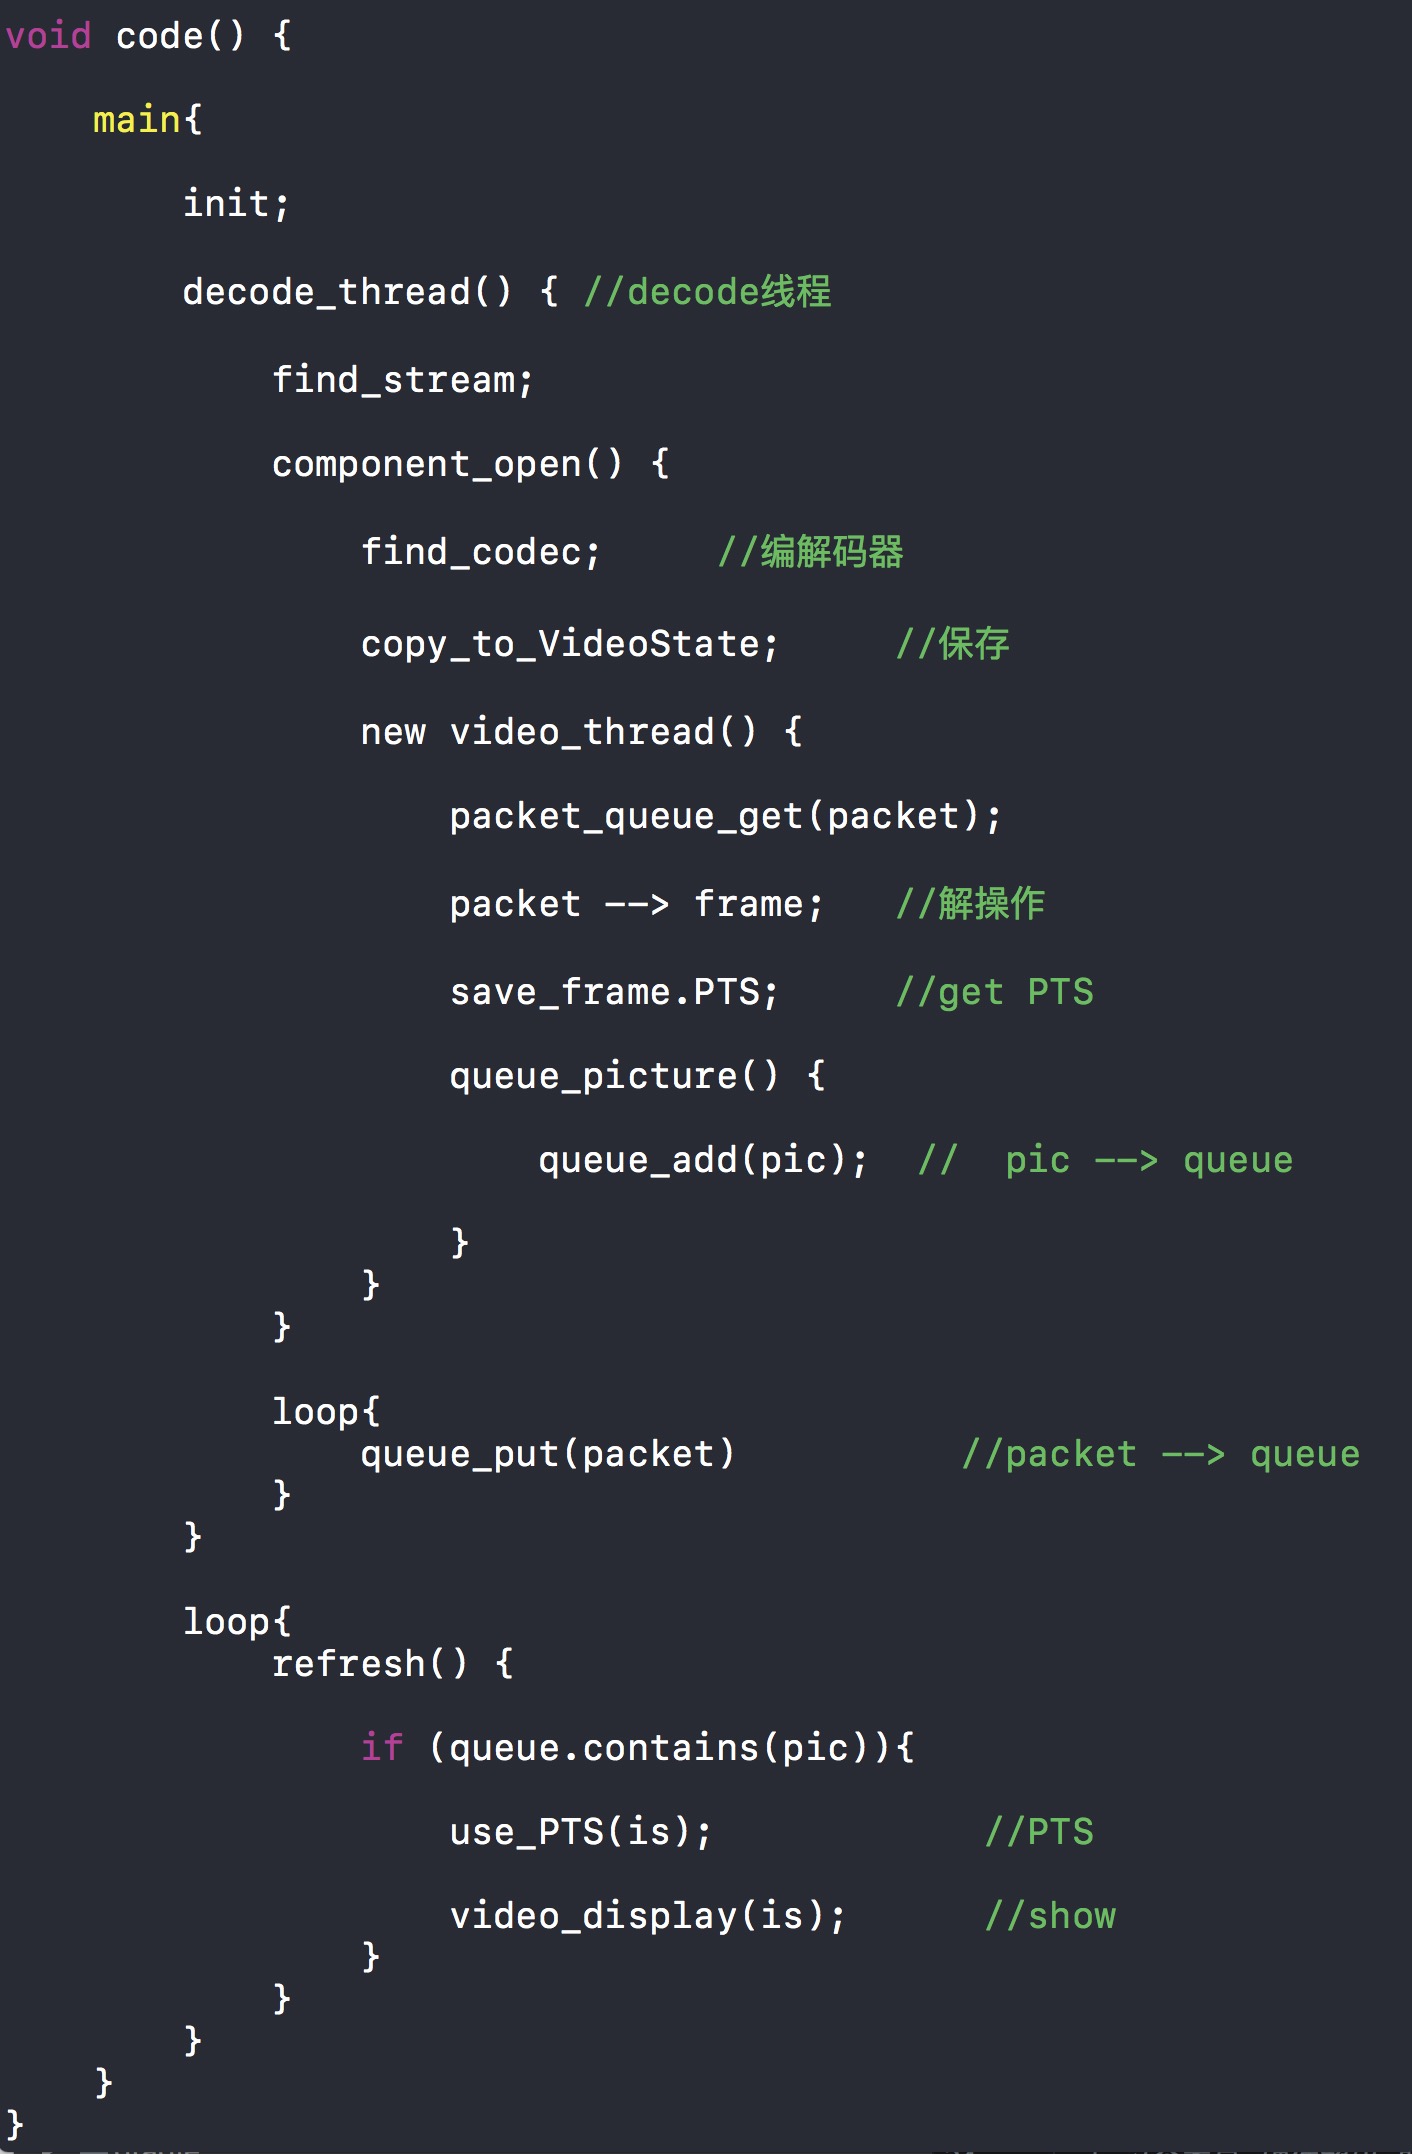 void code() {
main{
init;
decode_thread() { //decode线程
find_stream;
component_open() {
find_codec; //编解码器
copy_to_VideoState; //保存
new video_thread() {
packet_queue_get(packet);
packet --> frame; //解操作
save_frame.PTS; //get PTS
queue_picture() {
queue_add(pic); // pic --> queue
}
}
}
loop{
queue_put(packet) //packet --> queue
}
}
loop{
refresh() {
if (queue.contains(pic)){
use_PTS(is); //PTS
video_display(is); //show
}
}
}
}
}